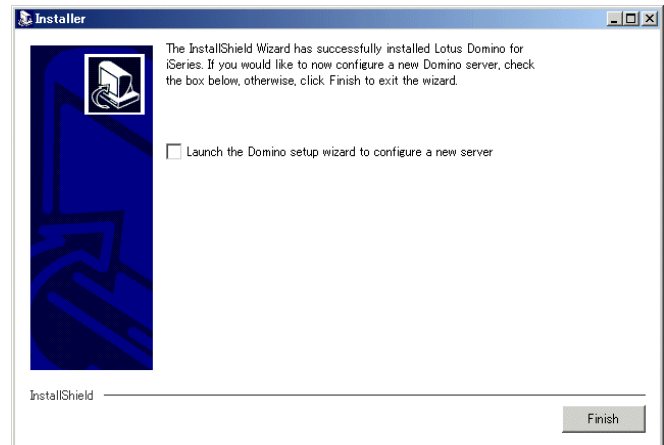 Installer
The InstallShield Wizard has successfully installed Lotus Domino for
iSeries. If you would like to now configure a new Domino server, check
the box below, otherwise, click Finish to exit the wizard.
Launch the Domino setup wizard to configure a new server
InstallShield
Finish